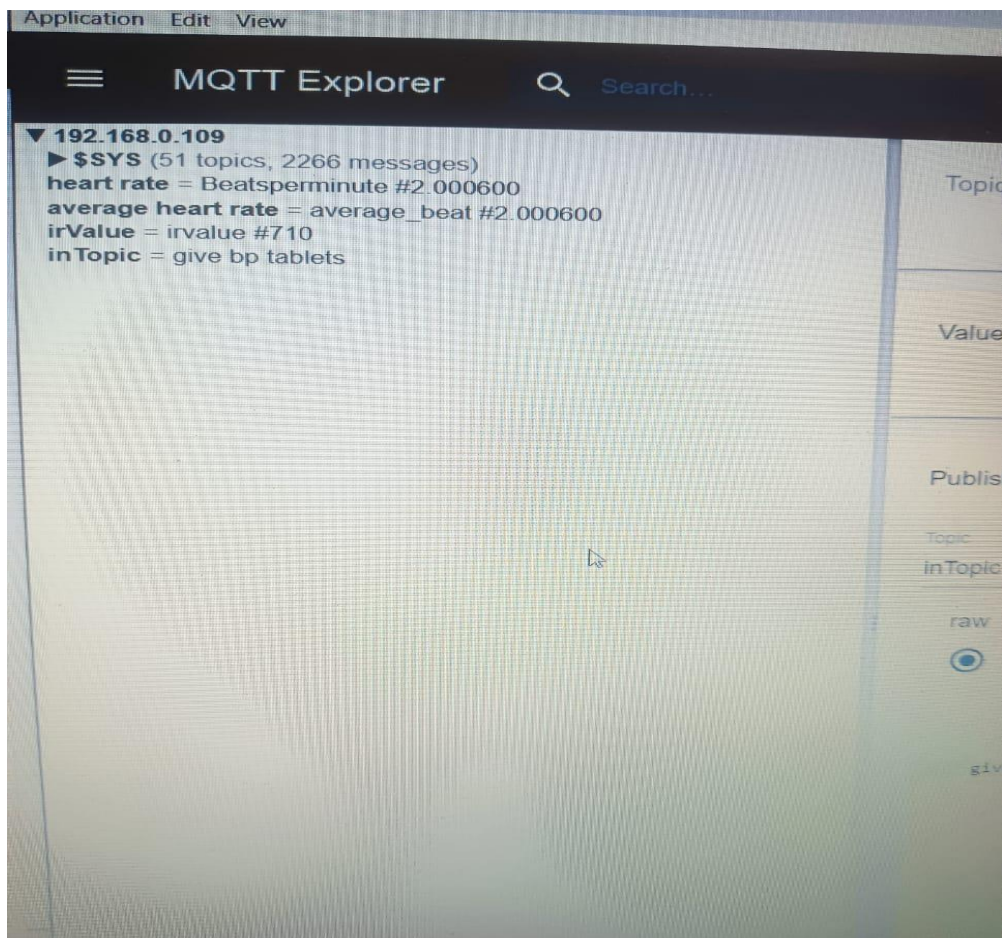 Application Edit View
MQTT Explorer Search...
▼ 192.168.0.109
▶ $SYS (51 topics, 2266 messages)
heart rate = Beatsperminute #2.000600
average heart rate = average_beat #2.000600
irValue = irvalue #710
inTopic = give bp tablets
Topic
Value
Publis
Topic
inTopic
raw
giv